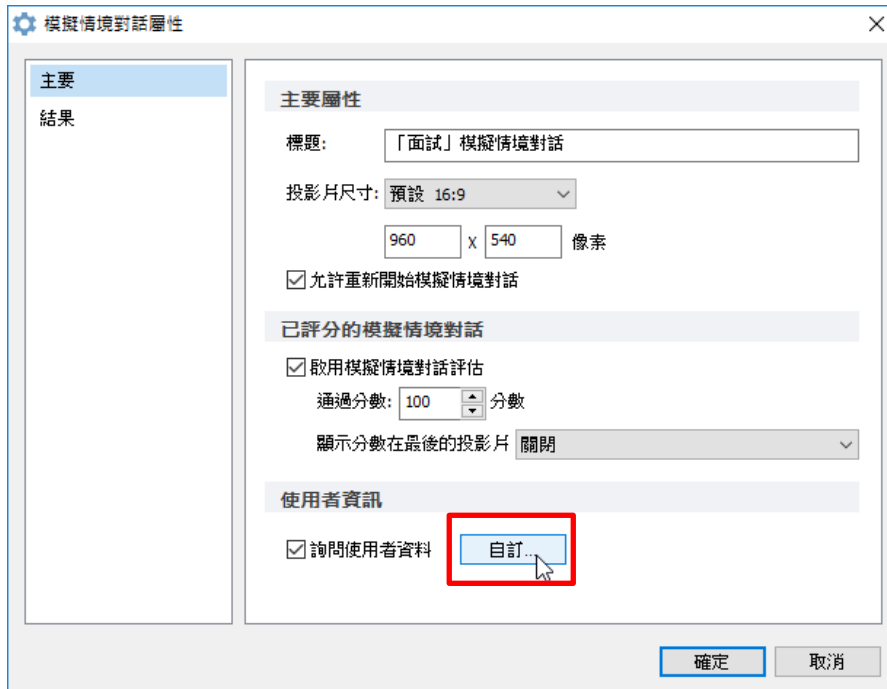 模擬情境對話屬性
主要
結果
主要屬性
標題: 「面試」模擬情境對話
投影片尺寸: 預設 16:9
960 x 540 像素
允許重新開始模擬情境對話
已評分的模擬情境對話
啟用模擬情境對話評估
通過分數: 100 分數
顯示分數在最後的投影片 關閉
使用者資訊
詢問使用者資料 自訂...
確定 取消